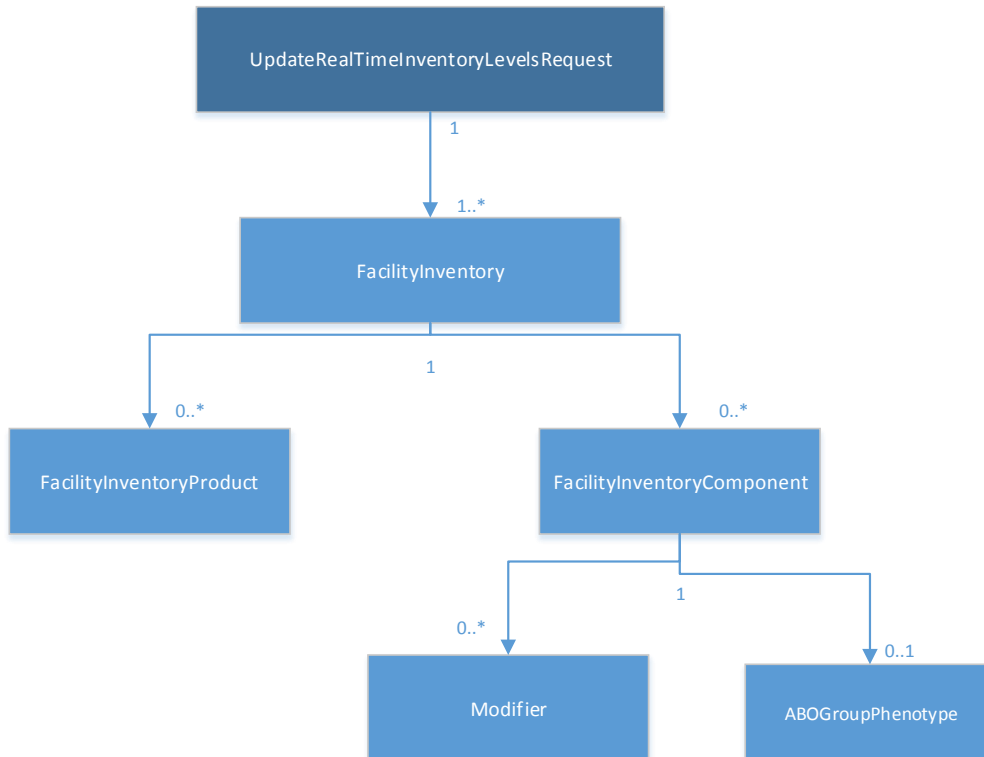 UpdateRealTimeInventoryLevelsRequest
1
1..*
FacilityInventory
1
0..*
0..*
FacilityInventoryProduct
FacilityInventoryComponent
1
0..*
0..1
Modifier
ABOGroupPhenotype